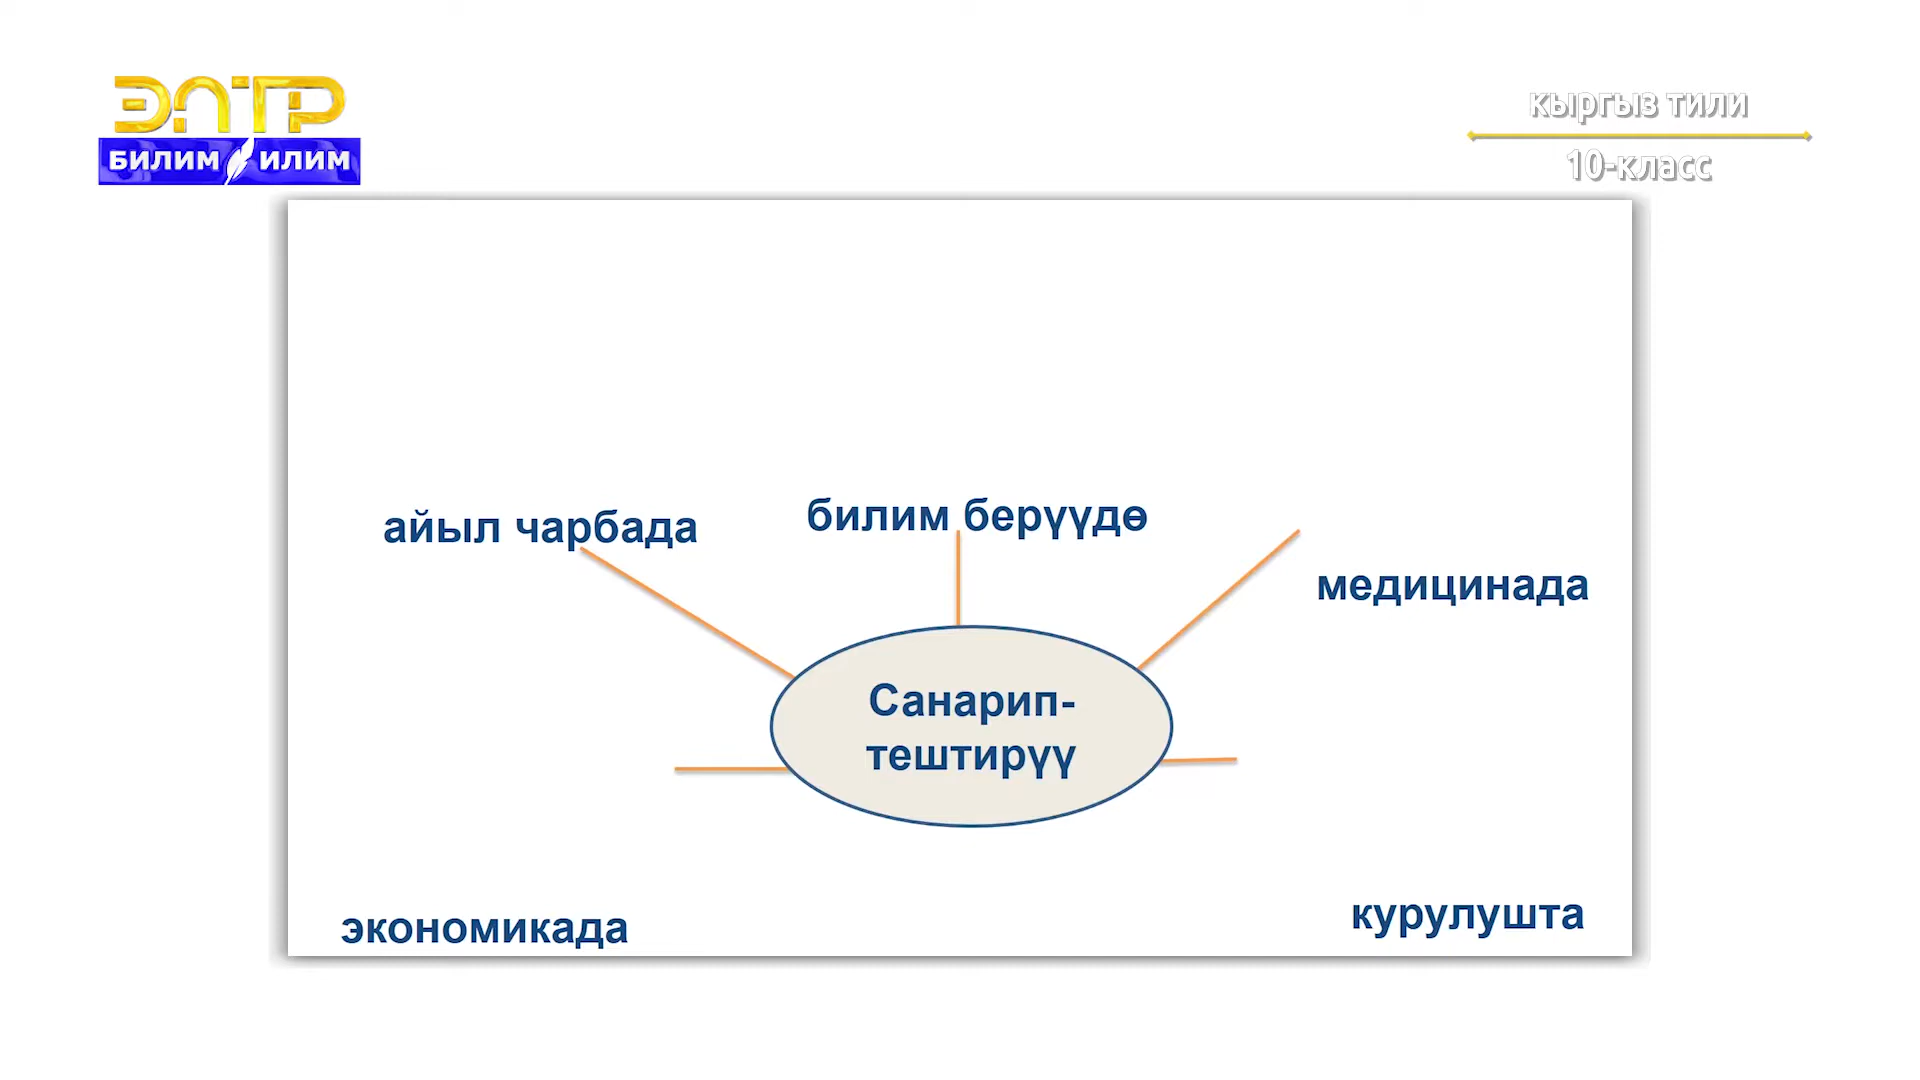 ЭЛТР
БИЛИМ ИЛИМ
кыргыз тили
10-класс
айыл чарбада
билим берүүдө
медицинада
Санарип-
тештирүү
экономикада
курулушта